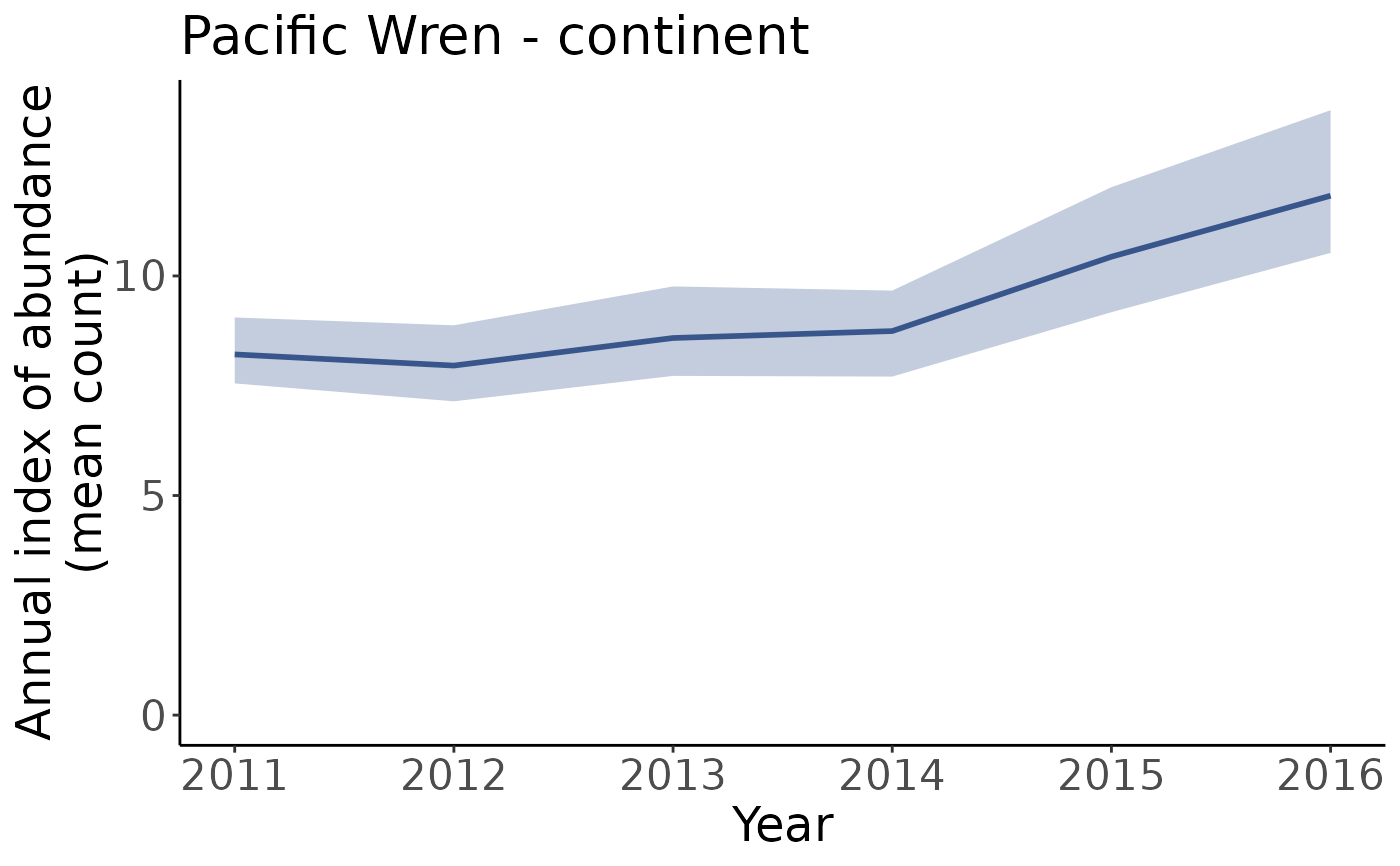 Pacific Wren - continent
Annual index of abundance
(mean count)
10
5
0
2011 2012 2013 2014 2015 2016
Year